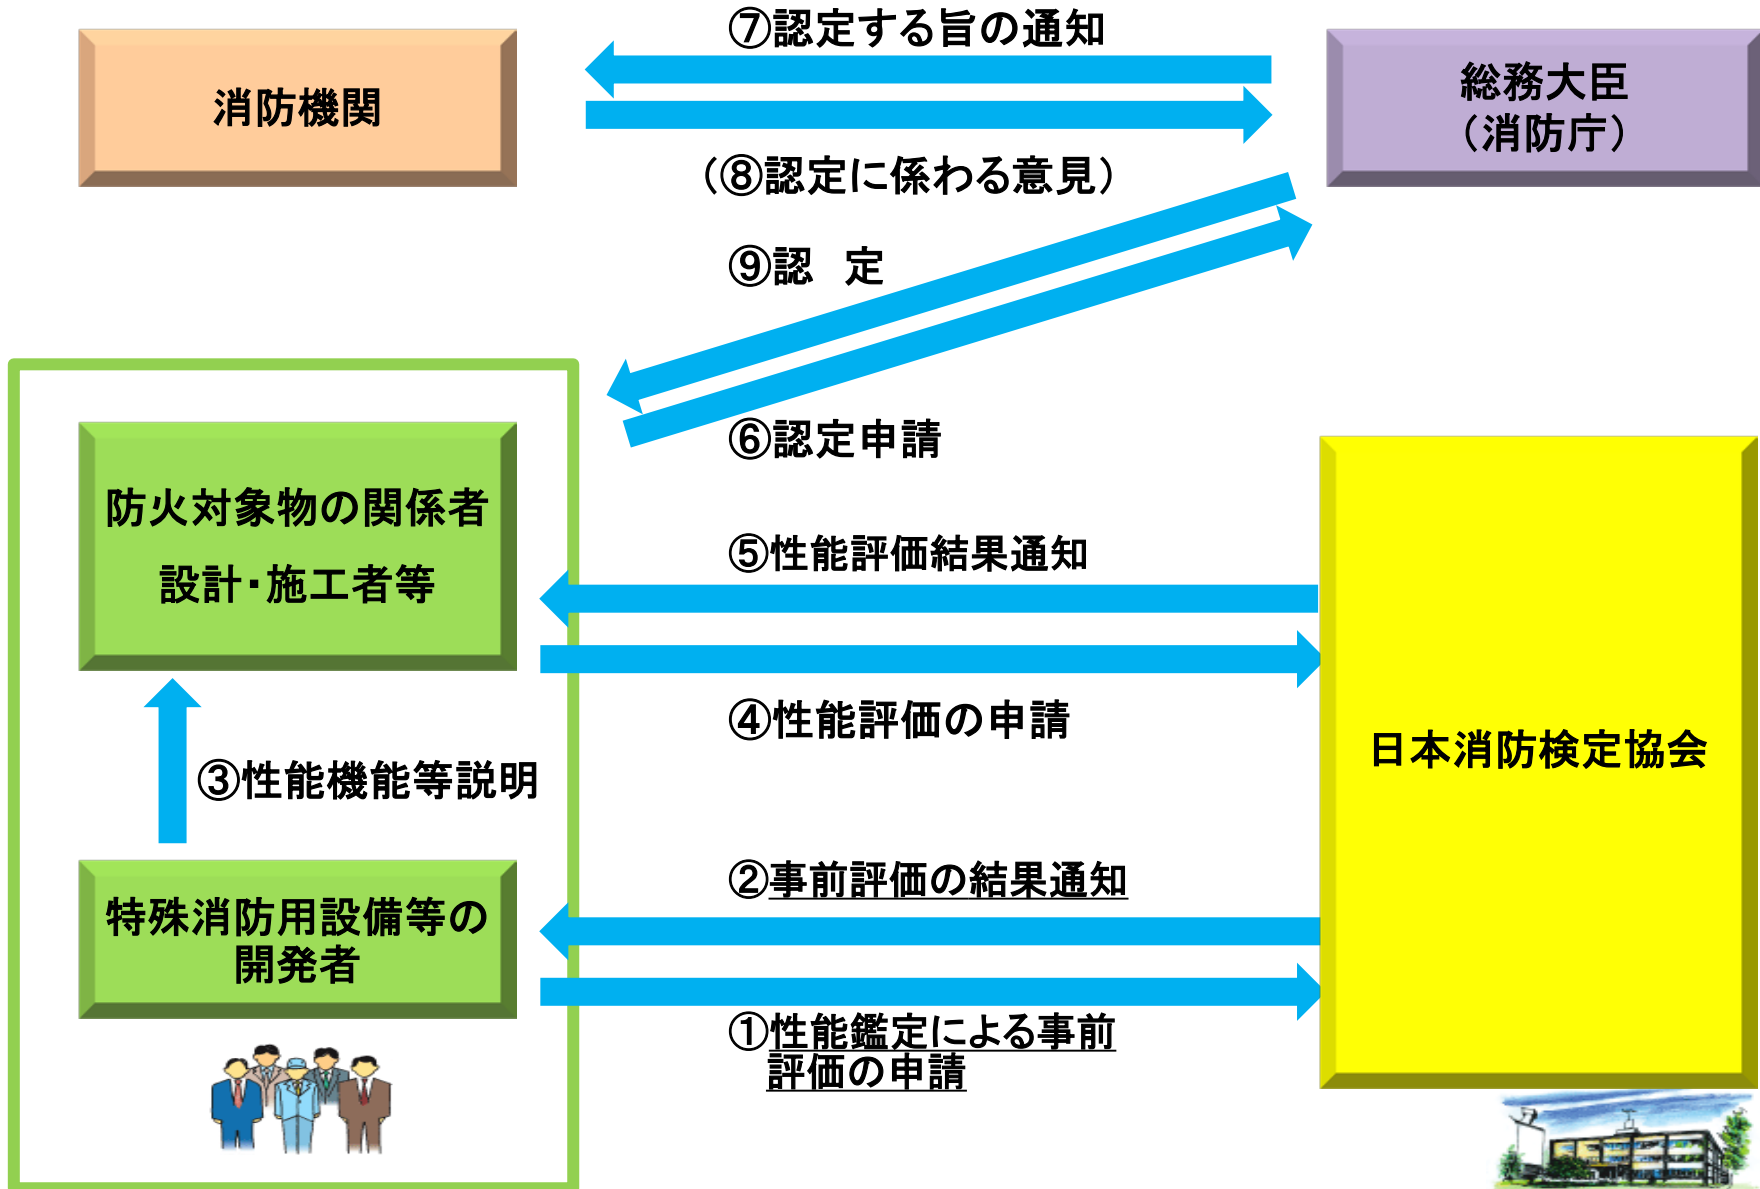 ⑦認定する旨の通知
消防機関
総務大臣
（消防庁）
（⑧認定に係わる意見）
⑨認　定
⑥認定申請
防火対象物の関係者
設計・施工者等
⑤性能評価結果通知
④性能評価の申請
日本消防検定協会
③性能機能等説明
②事前評価の結果通知
特殊消防用設備等の
開発者
①性能鑑定による事前
評価の申請